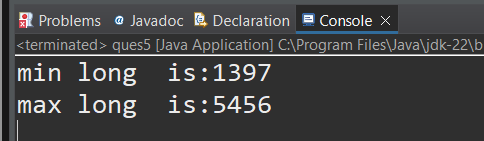 Problems @ Javadoc Declaration Console ×
<terminated> ques5 [Java Application] C:\Program Files\Java\jdk-22\b
min long  is:1397
max long  is:5456